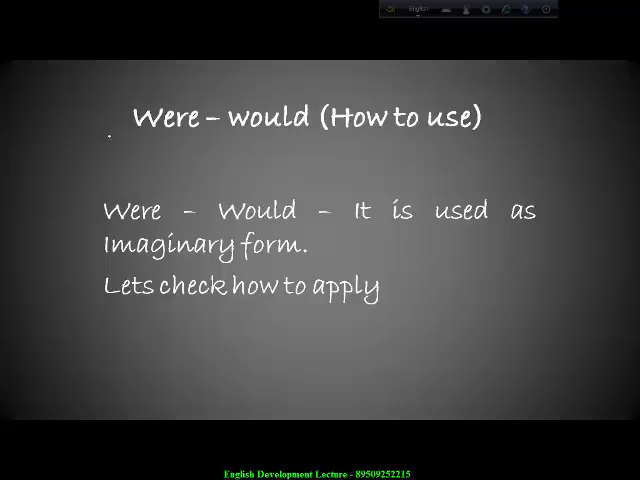 English
Were – would (How to use)
Were – Would – It is used as
Imaginary form.
Lets check how to apply
English Development Lecture - 89509252215